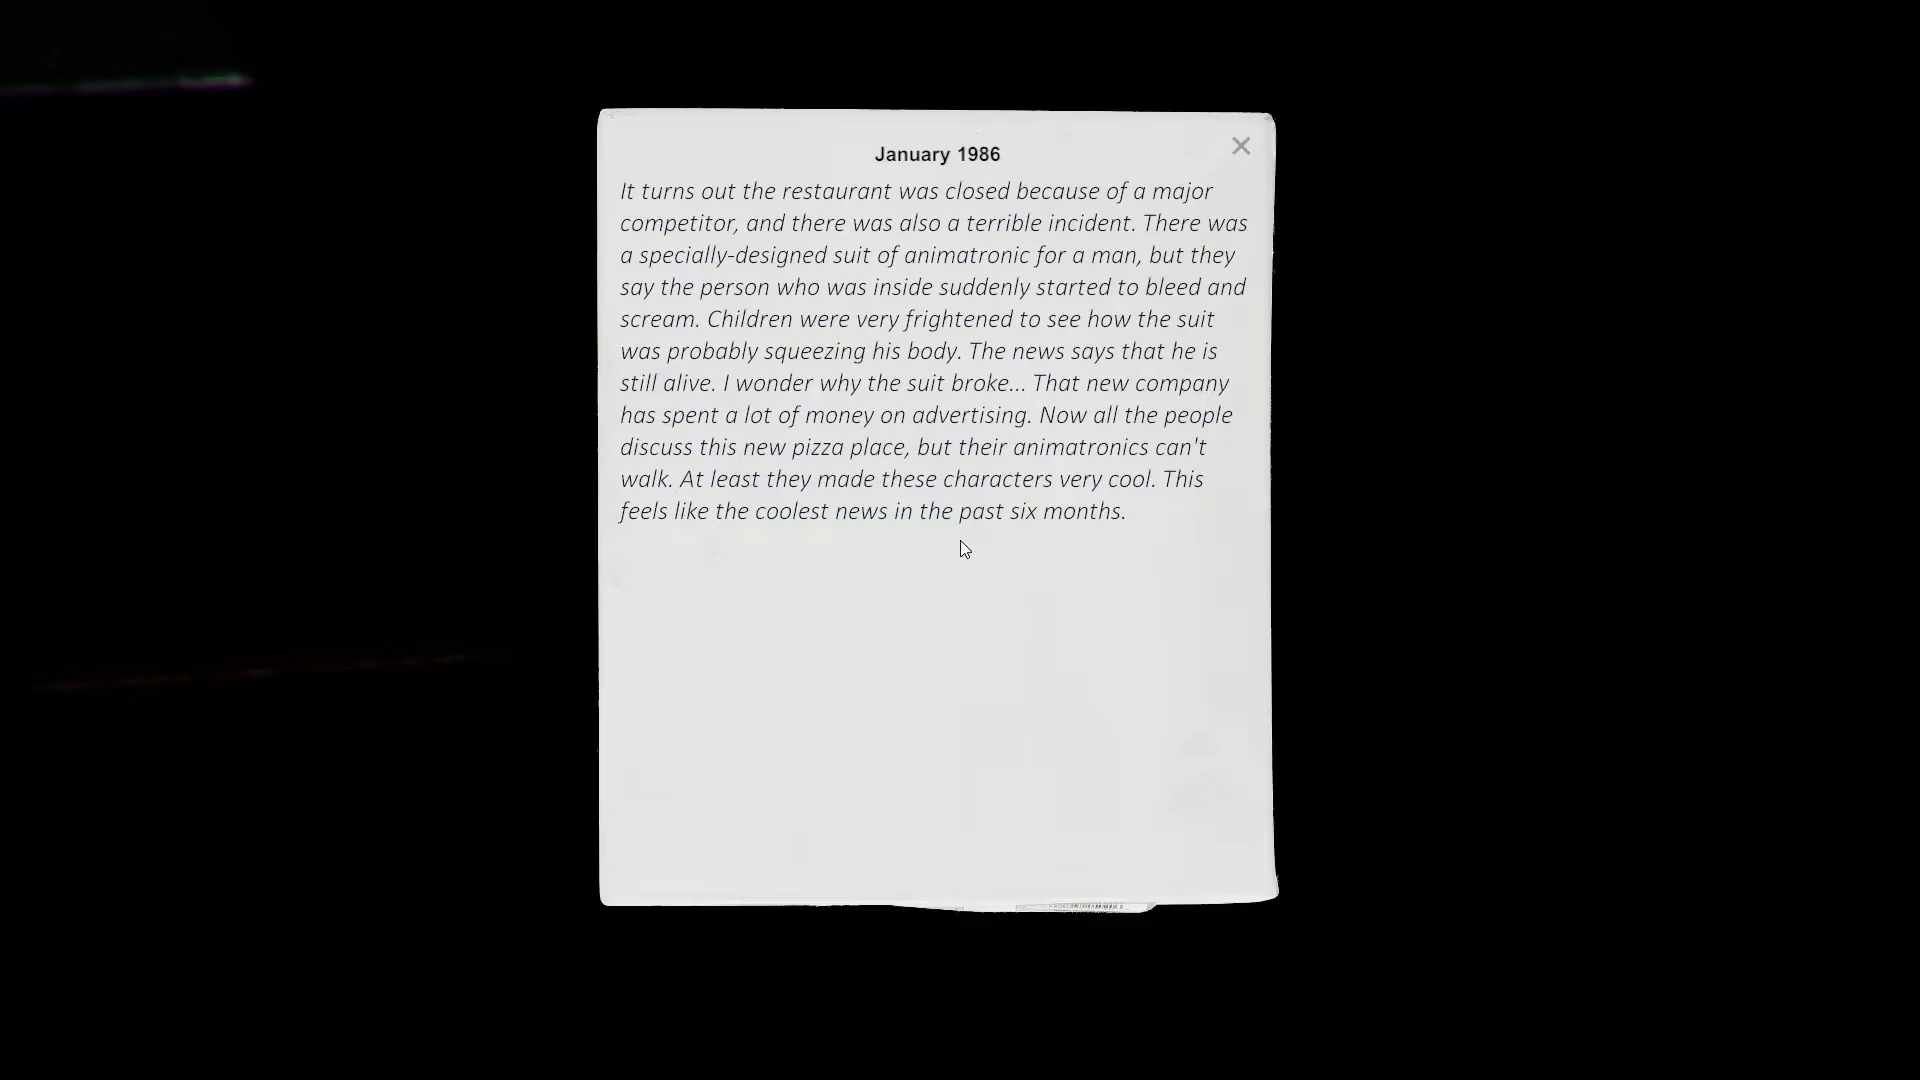 January 1986
It turns out the restaurant was closed because of a major
competitor, and there was also a terrible incident. There was
a specially-designed suit of animatronic for a man, but they
say the person who was inside suddenly started to bleed and
scream. Children were very frightened to see how the suit
was probably squeezing his body. The news says that he is
still alive. I wonder why the suit broke... That new company
has spent a lot of money on advertising. Now all the people
discuss this new pizza place, but their animatronics can't
walk. At least they made these characters very cool. This
feels like the coolest news in the past six months.